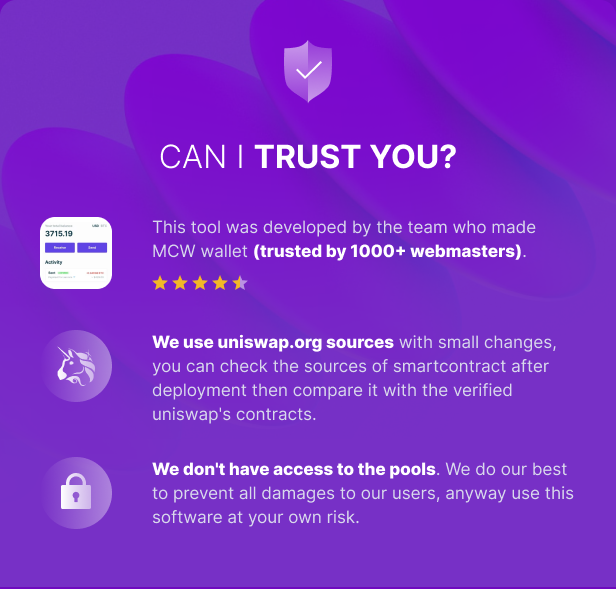 CAN I TRUST YOU?
3715.19
Receive Send
Activity
This tool was developed by the team who made
MCW wallet (trusted by 1000+ webmasters).
We use uniswap.org sources with small changes,
you can check the sources of smartcontract after
deployment then compare it with the verified
uniswap's contracts.
We don't have access to the pools. We do our best
to prevent all damages to our users, anyway use this
software at your own risk.